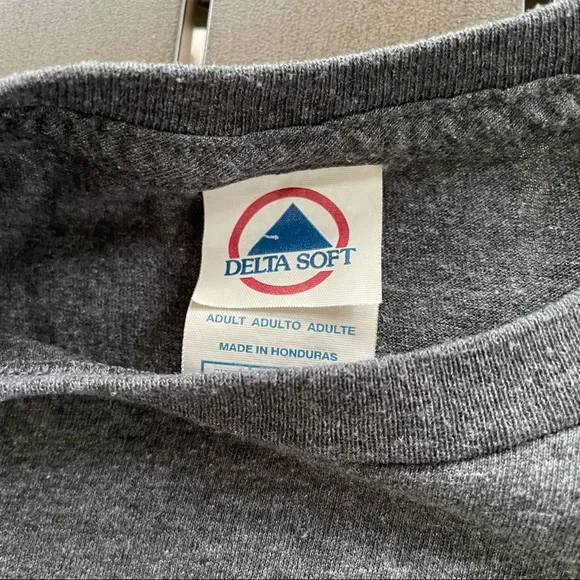 DELTA SOFT
ADULT ADULTO ADULTE
MADE IN HONDURAS